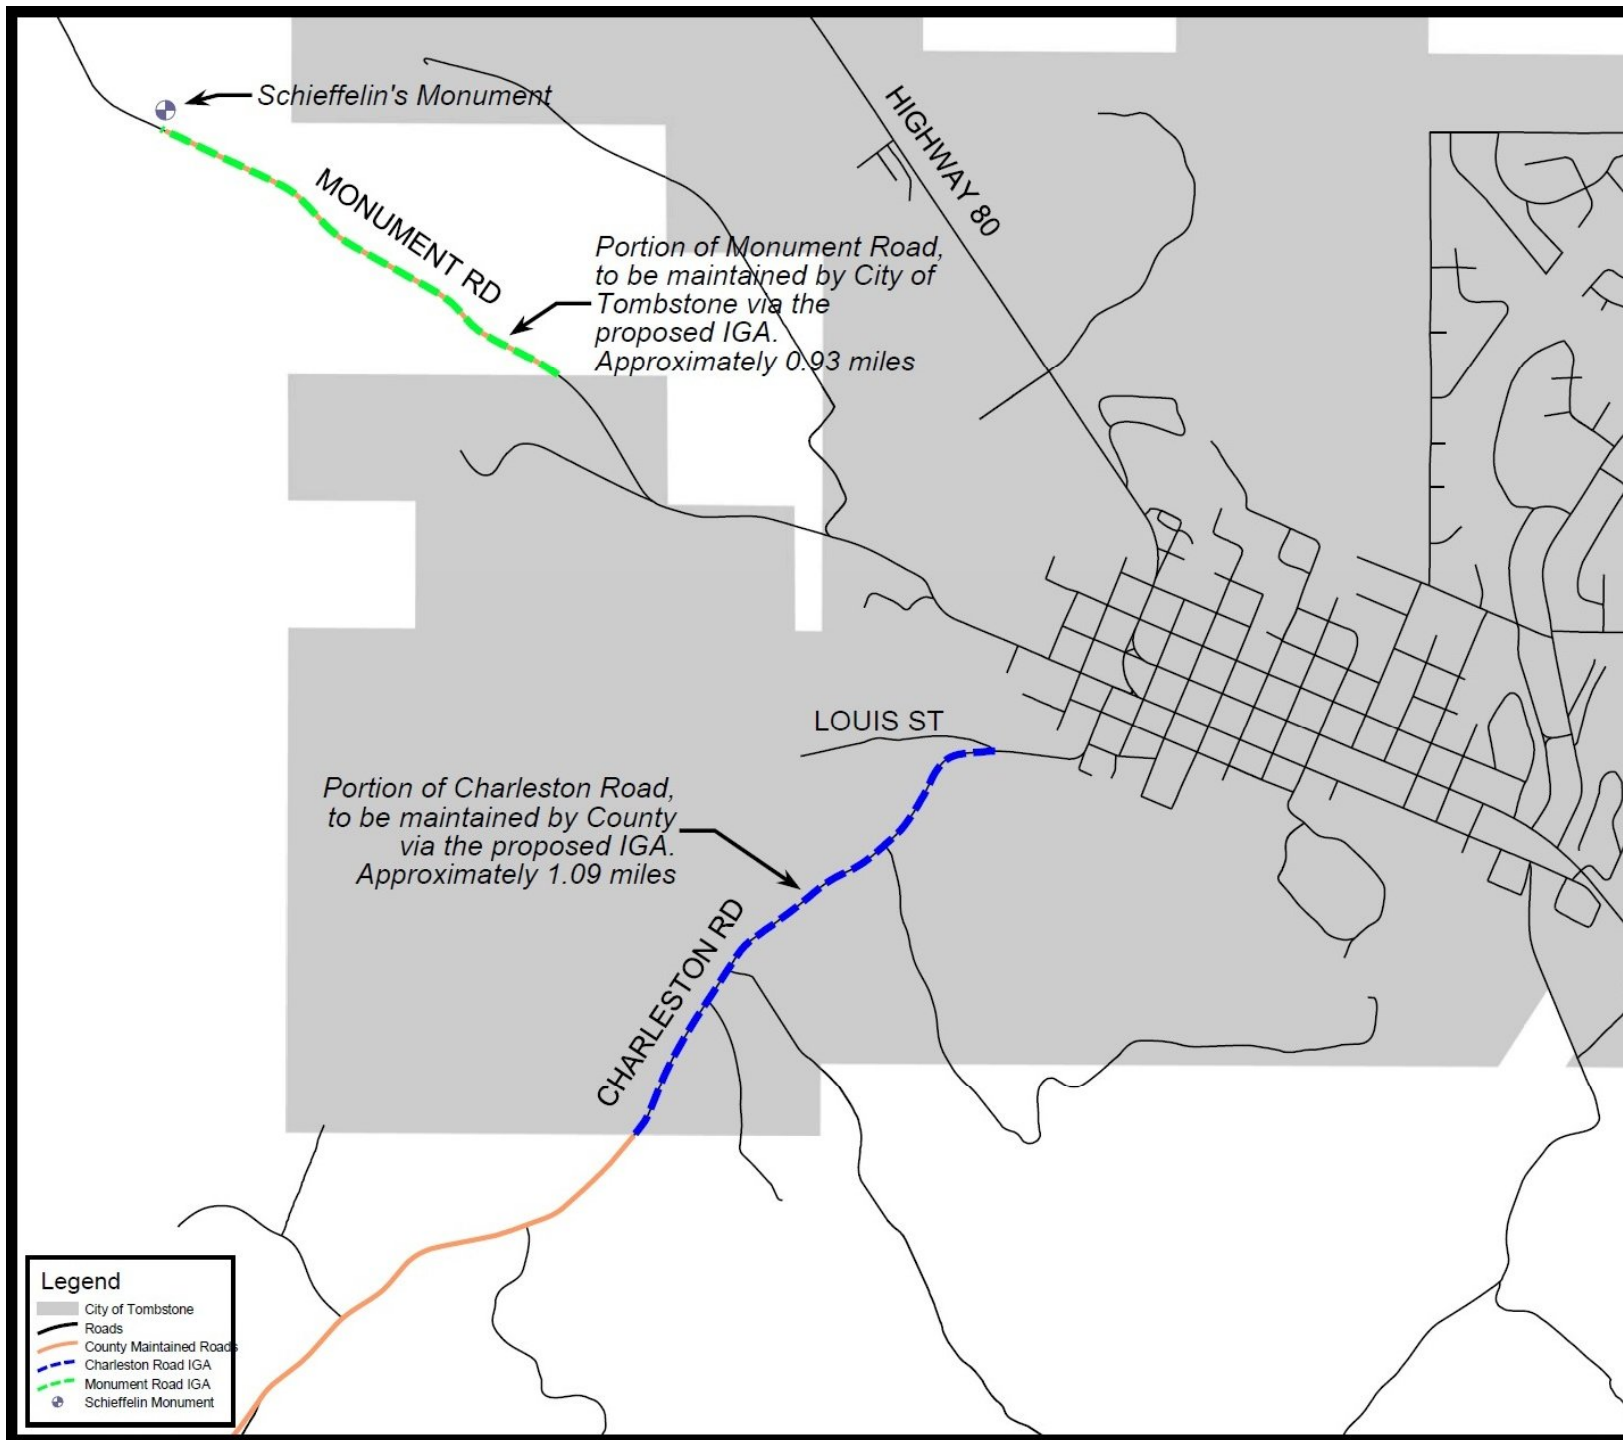 Schieffelin's Monument
HIGHWAY 80
MONUMENT RD
Portion of Monument Road,
to be maintained by City of
Tombstone via the
proposed IGA.
Approximately 0.93 miles
LOUIS ST
Portion of Charleston Road,
to be maintained by County
via the proposed IGA.
Approximately 1.09 miles
CHARLESTON RD
Legend
City of Tombstone
Roads
County Maintained Roads
Charleston Road IGA
Monument Road IGA
Schieffelin Monument